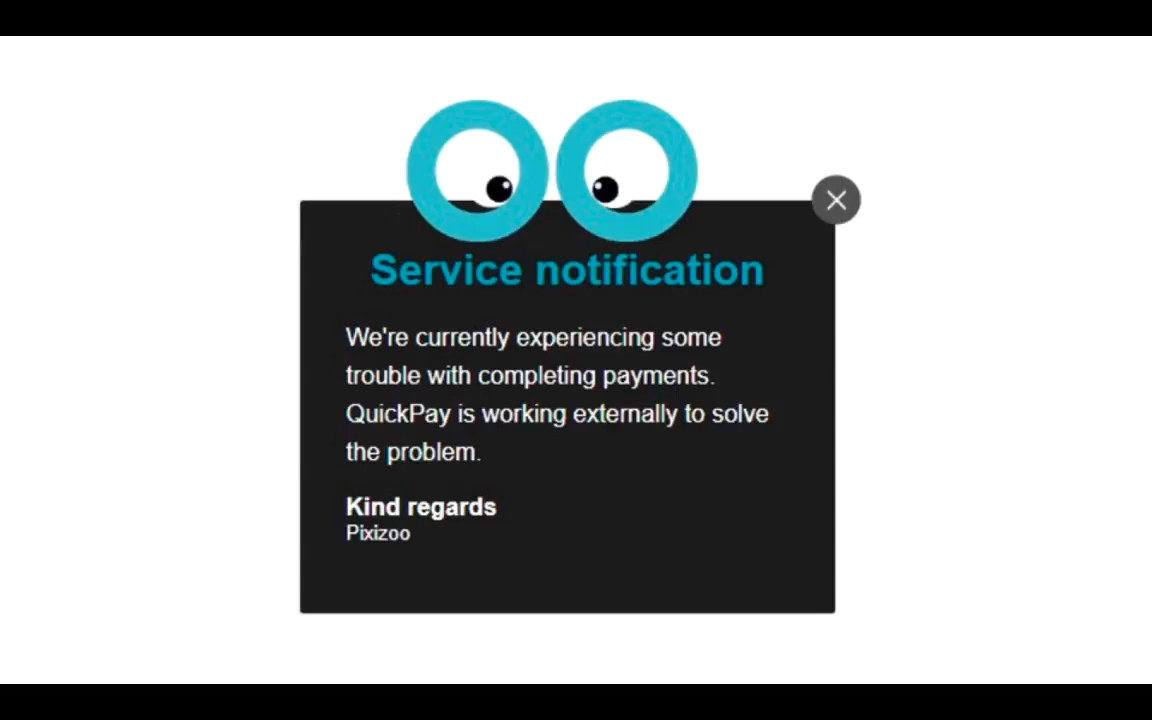 Service notification
We're currently experiencing some
trouble with completing payments.
QuickPay is working externally to solve
the problem.
Kind regards
Pixizoo